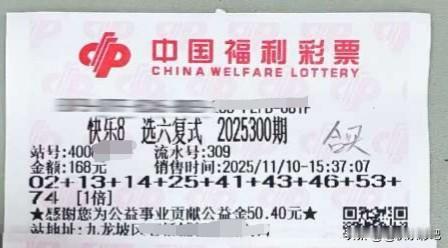 中国福利彩票
CHINA WELFARE LOTTERY
快乐8 选六复式 2025300期
合买
站号:400 流水号:309
金额:168元 销售时间:2025/11/10-15:37:07
02+13+14+25+41+43+46+53+
74 [1倍]
★感谢您为公益事业贡献公益金50.40元★
站地址:九龙坡区